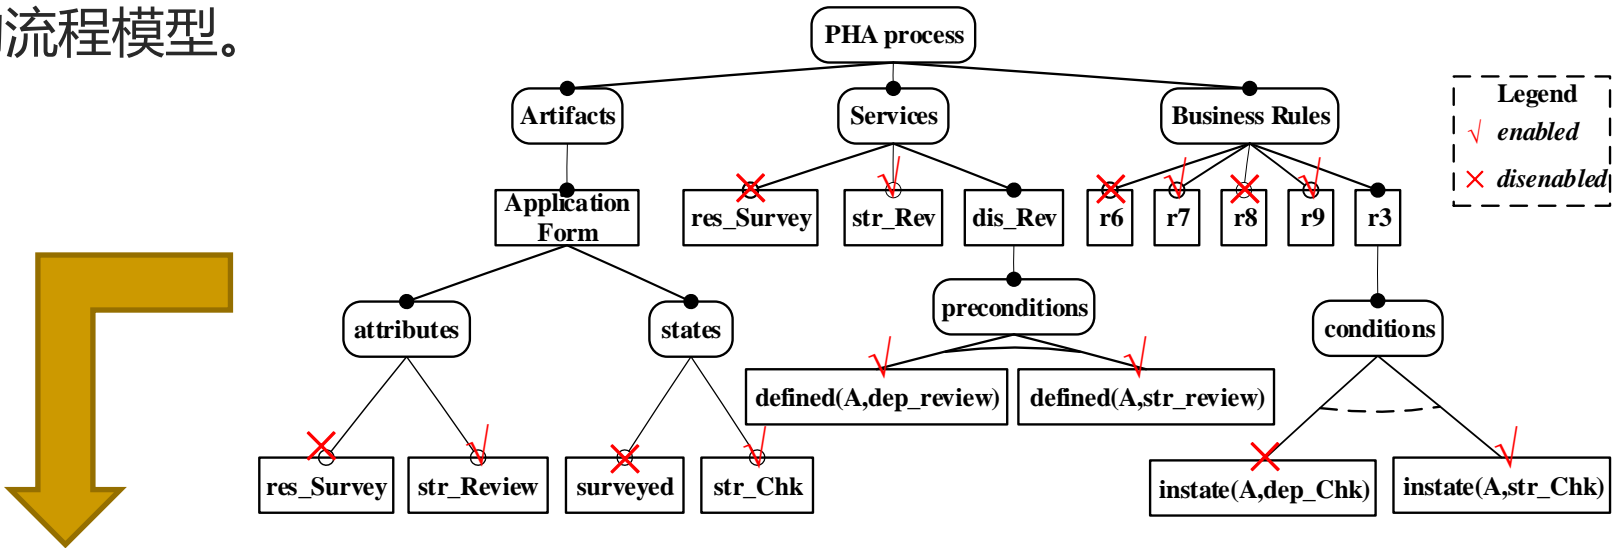 流程模型。
PHA process
Legend
enabled
disenabled
Artifacts
Services
Business Rules
Application
Form
res_Survey
str_Rev
dis_Rev
r6
r7
r8
r9
r3
attributes
states
preconditions
conditions
defined(A,dep_review)
defined(A,str_review)
res_Survey
str_Review
surveyed
str_Chk
instate(A,dep_Chk)
instate(A,str_Chk)